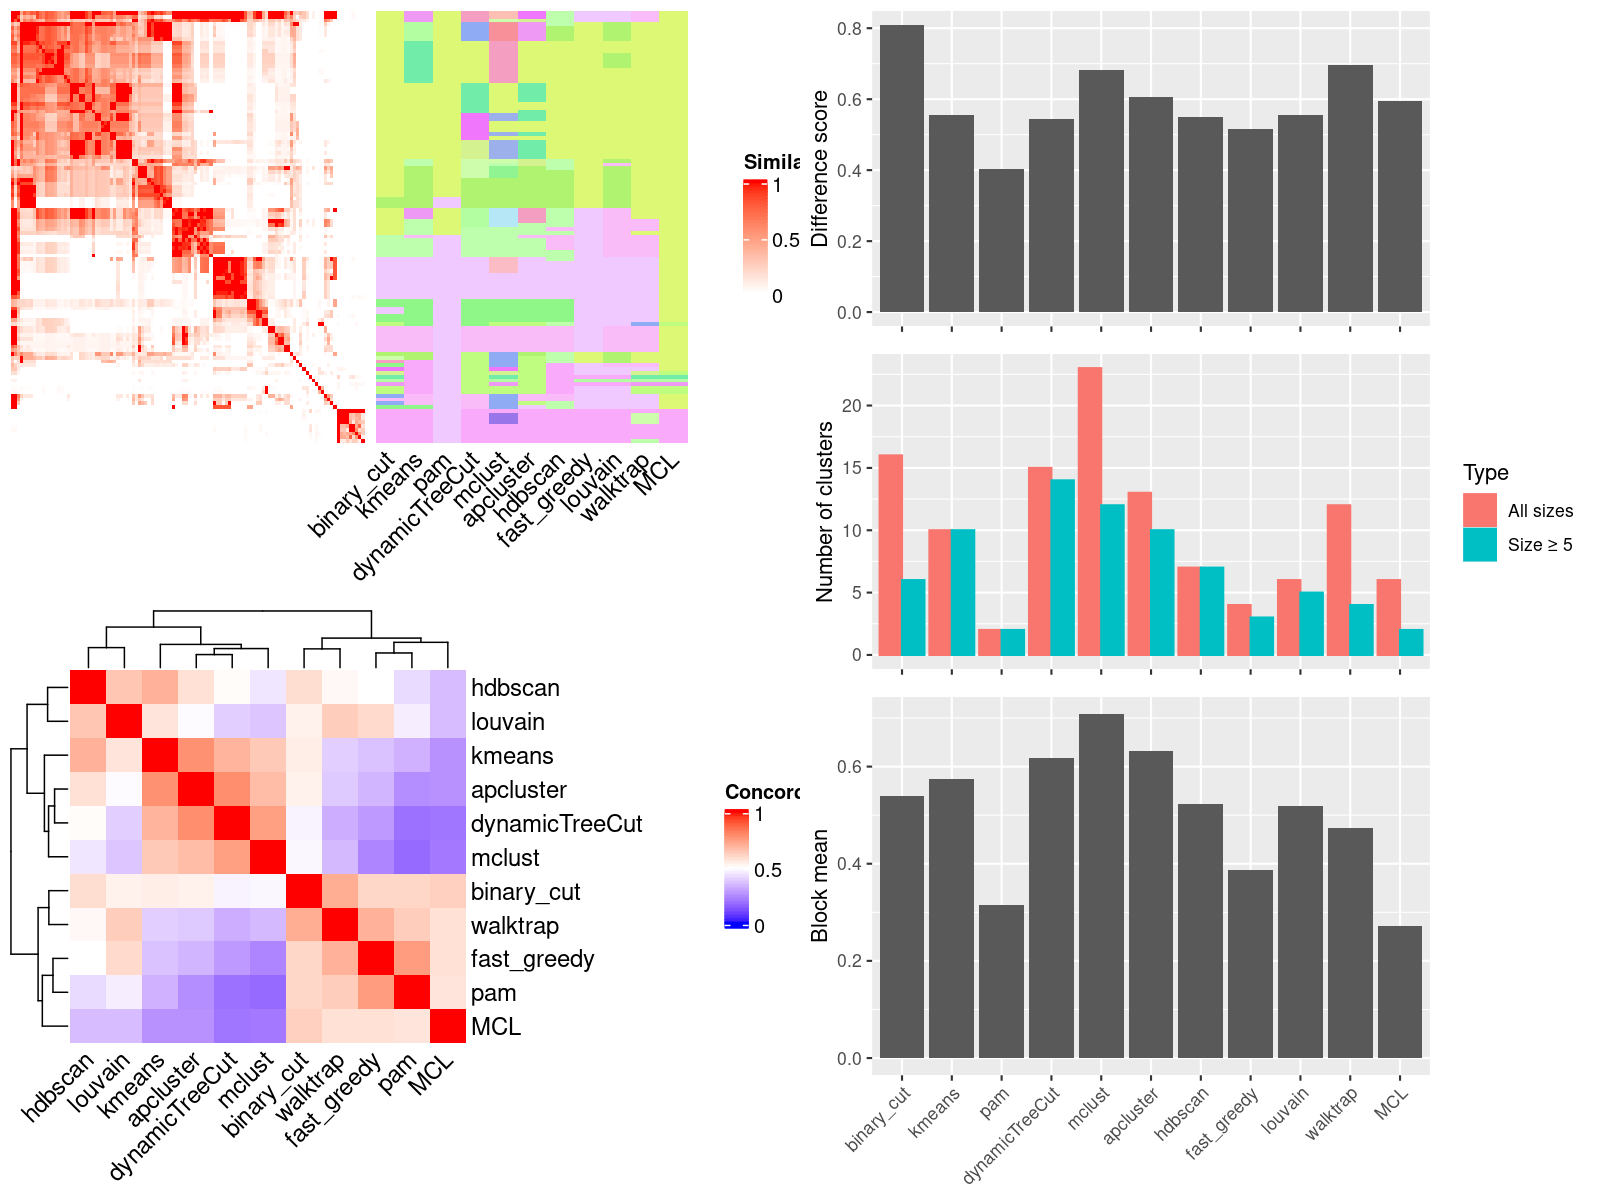 Simila
1
0.5
0
binary_cut
kmeans
pam
dynamicTreeCut
mclust
apcluster
hdbscan
fast_greedy
louvain
walktrap
MCL
hdbscan
louvain
kmeans
apcluster
dynamicTreeCut
mclust
binary_cut
walktrap
fast_greedy
pam
MCL
hdbscan
louvain
kmeans
apcluster
dynamicTreeCut
mclust
binary_cut
walktrap
fast_greedy
pam
MCL
Concord
1
0.5
0
Difference score
0.8
0.6
0.4
0.2
0.0
Number of clusters
20
15
10
5
0
Type
All sizes
Size ≥ 5
Block mean
0.6
0.4
0.2
0.0
binary_cut
kmeans
pam
dynamicTreeCut
mclust
apcluster
hdbscan
fast_greedy
louvain
walktrap
MCL